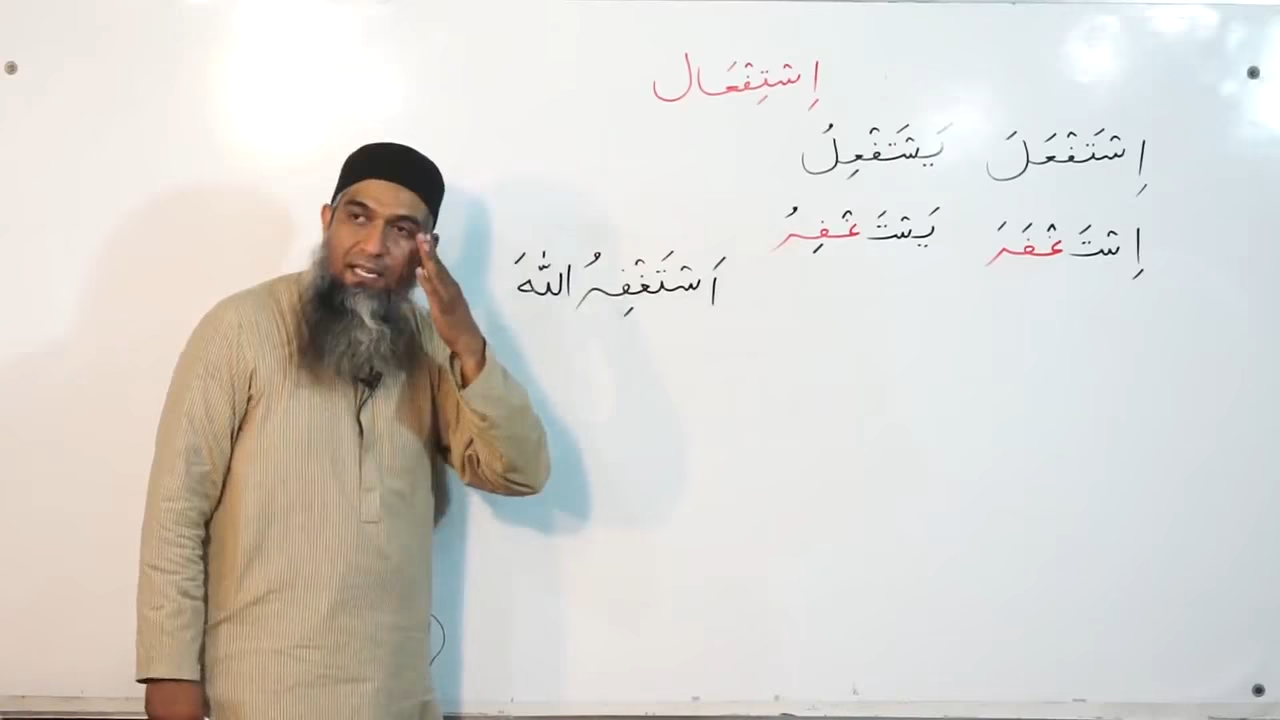 اِسْتِفْعَال
اِسْتَفْعَلَ يَسْتَفْعِلُ
اِسْتَغْفَرَ يَسْتَغْفِرُ
اَسْتَغْفِرُ اللّٰهَ